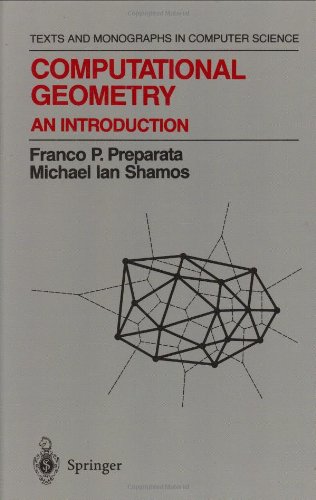 TEXTS AND MONOGRAPHS IN COMPUTER SCIENCE
COMPUTATIONAL
GEOMETRY
AN INTRODUCTION
Franco P. Preparata
Michael Ian Shamos
Springer